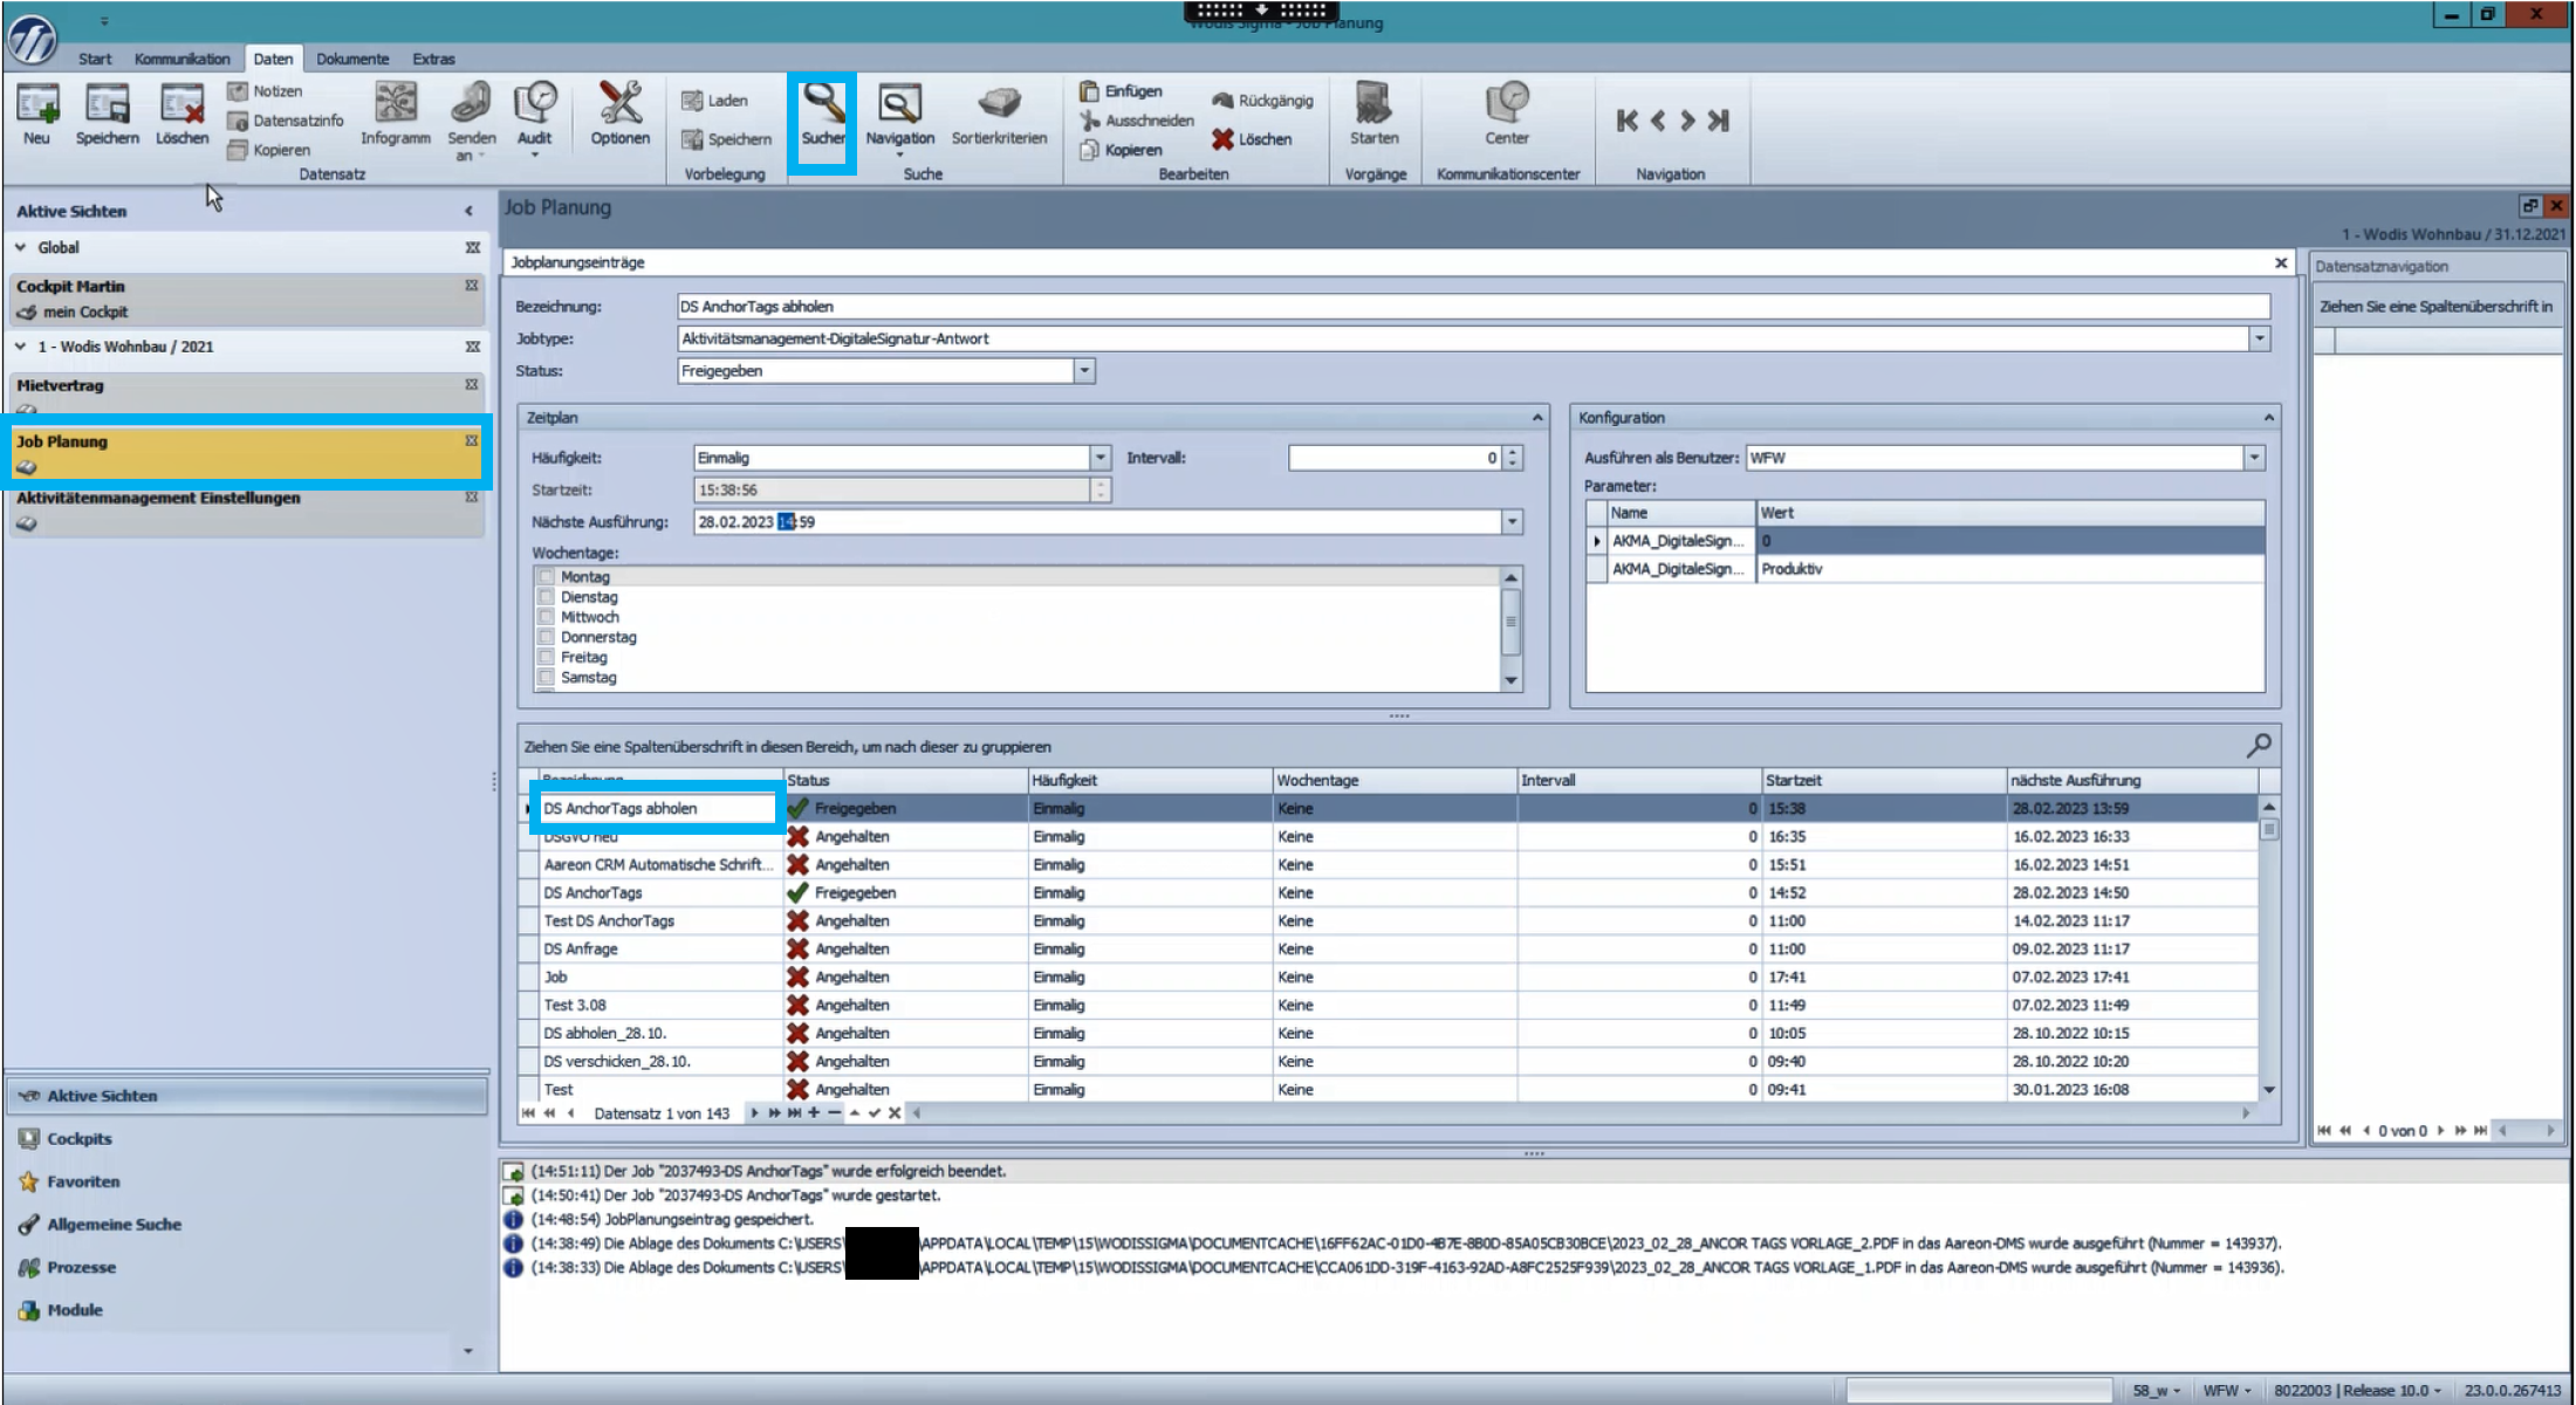 Wodis Sigma - Job Planung
Start Kommunikation Daten Dokumente Extras
Neu Speichern Löschen Notizen Datensatzinfo Kopieren Infogramm Senden an Audit Optionen
Laden Speichern
Suchen Navigation Sortierkriterien
Einfügen Ausschneiden Kopieren Rückgängig Löschen
Starten Center
Datensatz Vorbelegung Suche Bearbeiten Vorgänge Kommunikationscenter Navigation
Aktive Sichten
Global
Cockpit Martin
mein Cockpit
1 - Wodis Wohnbau / 2021
Mietvertrag
Job Planung
Aktivitätenmanagement Einstellungen
Aktive Sichten
Cockpits
Favoriten
Allgemeine Suche
Prozesse
Module
Job Planung
1 - Wodis Wohnbau / 31.12.2021
Jobplanungseinträge
Bezeichnung: DS AnchorTags abholen
Jobtype: Aktivitätsmanagement-DigitaleSignatur-Antwort
Status: Freigegeben
Zeitplan
Häufigkeit: Einmalig Intervall: 0
Startzeit: 15:38:56
Nächste Ausführung: 28.02.2023 14:59
Wochentage:
Montag
Dienstag
Mittwoch
Donnerstag
Freitag
Samstag
Konfiguration
Ausführen als Benutzer: WFW
Parameter:
Name Wert
AKMA_DigitaleSign... 0
AKMA_DigitaleSign... Produktiv
Ziehen Sie eine Spaltenüberschrift in diesen Bereich, um nach dieser zu gruppieren
Bezeichnung Status Häufigkeit Wochentage Intervall Startzeit nächste Ausführung
DS AnchorTags abholen Freigegeben Einmalig Keine 0 15:38 28.02.2023 13:59
DSGVO neu Angehalten Einmalig Keine 0 16:35 16.02.2023 16:33
Aareon CRM Automatische Schrift... Angehalten Einmalig Keine 0 15:51 16.02.2023 14:51
DS AnchorTags Freigegeben Einmalig Keine 0 14:52 28.02.2023 14:50
Test DS AnchorTags Angehalten Einmalig Keine 0 11:00 14.02.2023 11:17
DS Anfrage Angehalten Einmalig Keine 0 11:00 09.02.2023 11:17
Job Angehalten Einmalig Keine 0 17:41 07.02.2023 17:41
Test 3.08 Angehalten Einmalig Keine 0 11:49 07.02.2023 11:49
DS abholen_28.10. Angehalten Einmalig Keine 0 10:05 28.10.2022 10:15
DS verschicken_28.10. Angehalten Einmalig Keine 0 09:40 28.10.2022 10:20
Test Angehalten Einmalig Keine 0 09:41 30.01.2023 16:08
Datensatz 1 von 143
Datensatznavigation
Ziehen Sie eine Spaltenüberschrift in
0 von 0
(14:51:11) Der Job "2037493-DS AnchorTags" wurde erfolgreich beendet.
(14:50:41) Der Job "2037493-DS AnchorTags" wurde gestartet.
(14:48:54) JobPlanungseintrag gespeichert.
(14:38:49) Die Ablage des Dokuments C:\USERS\ \APPDATA\LOCAL\TEMP\15\WODISSIGMA\DOCUMENTCACHE\16FF62AC-01D0-4B7E-8B0D-85A05CB30BCE\2023_02_28_ANCOR TAGS VORLAGE_2.PDF in das Aareon-DMS wurde ausgeführt (Nummer = 143937).
(14:38:33) Die Ablage des Dokuments C:\USERS\ \APPDATA\LOCAL\TEMP\15\WODISSIGMA\DOCUMENTCACHE\CCA061DD-319F-4163-92AD-A8FC2525F939\2023_02_28_ANCOR TAGS VORLAGE_1.PDF in das Aareon-DMS wurde ausgeführt (Nummer = 143936).
58_w WFW 8022003 | Release 10.0 23.0.0.267413